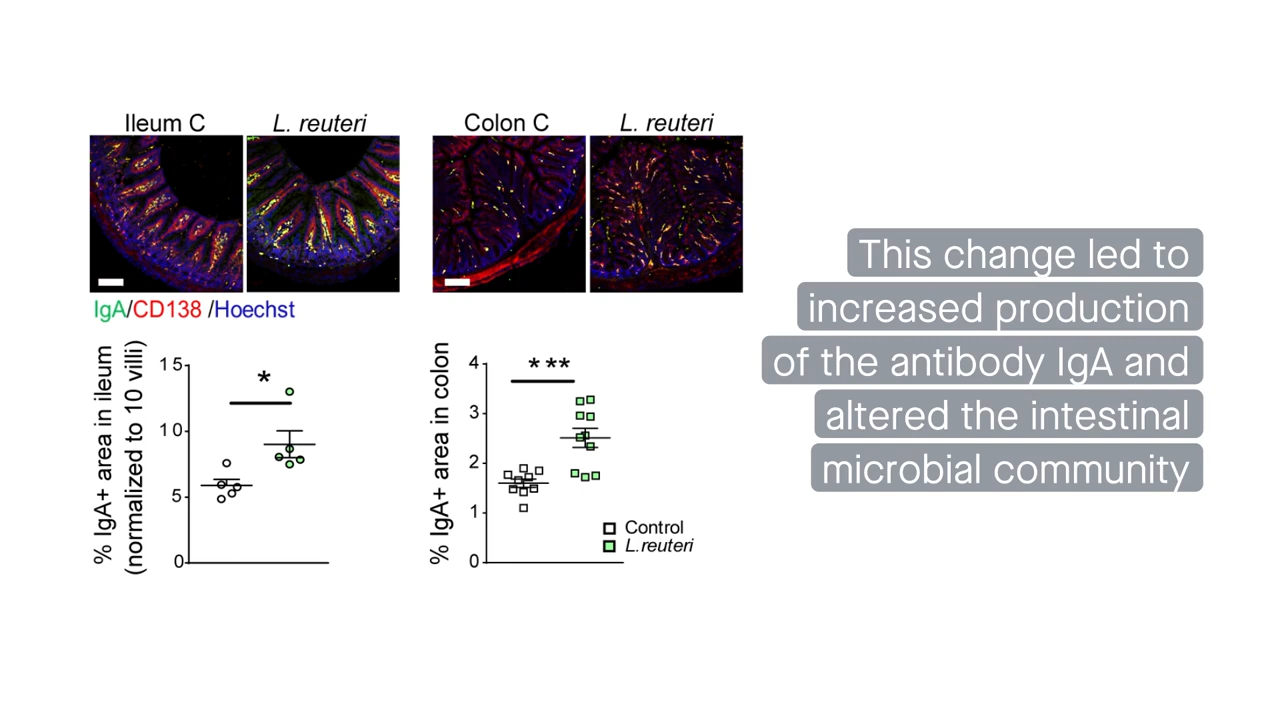 Ileum C
L. reuteri
Colon C
L. reuteri
IgA/CD138 /Hoechst
% IgA+ area in ileum
(normalized to 10 villi)
15
10
5
0
*
% IgA+ area in colon
4
3
2
1
0
* **
Control
L.reuteri
This change led to
increased production
of the antibody IgA and
altered the intestinal
microbial community